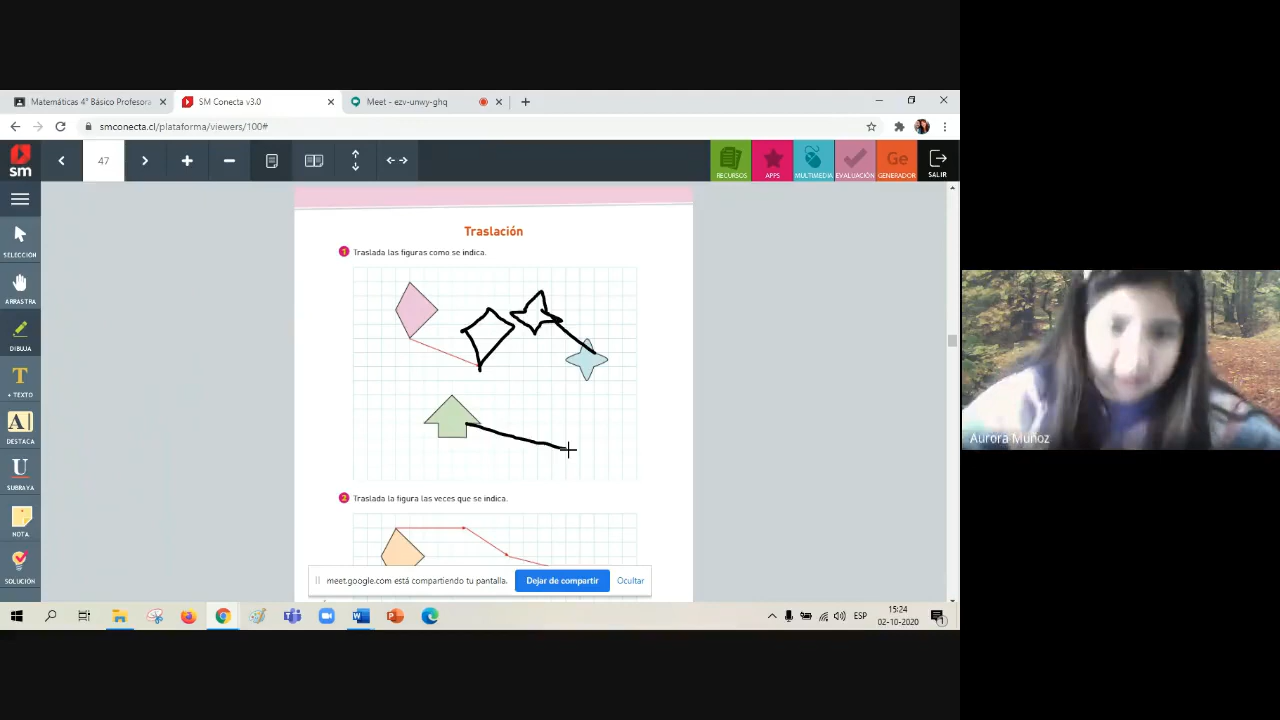 Matemáticas 4° Básico Profesora
SM Conecta v3.0
Meet - ezv-unwy-ghq
smconecta.cl/plataforma/viewers/100#
sm
47
RECURSOS
APPS
MULTIMEDIA
EVALUACIÓN
Ge
GENERADOR
SALIR
SELECCIÓN
ARRASTRA
DIBUJA
T
+ TEXTO
A
DESTACA
U
SUBRAYA
NOTA
SOLUCIÓN
Traslación
1 Traslada las figuras como se indica.
2 Traslada la figura las veces que se indica.
meet.google.com está compartiendo tu pantalla.
Dejar de compartir
Ocultar
Aurora Muñoz
ESP
15:24
02-10-2020
1